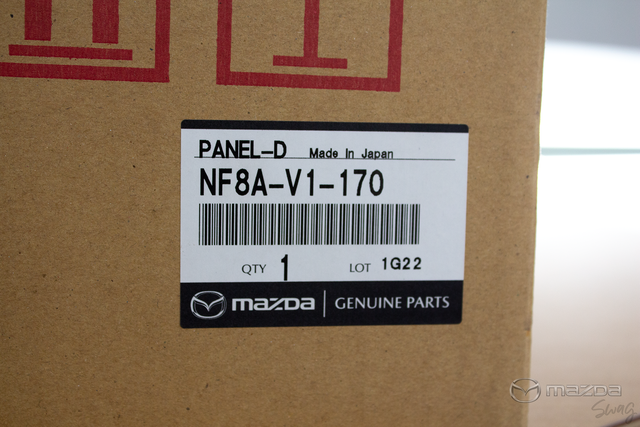 PANEL-D Made In Japan
NF8A-V1-170
QTY 1 LOT 1G22
mazda GENUINE PARTS
mazda
Swag